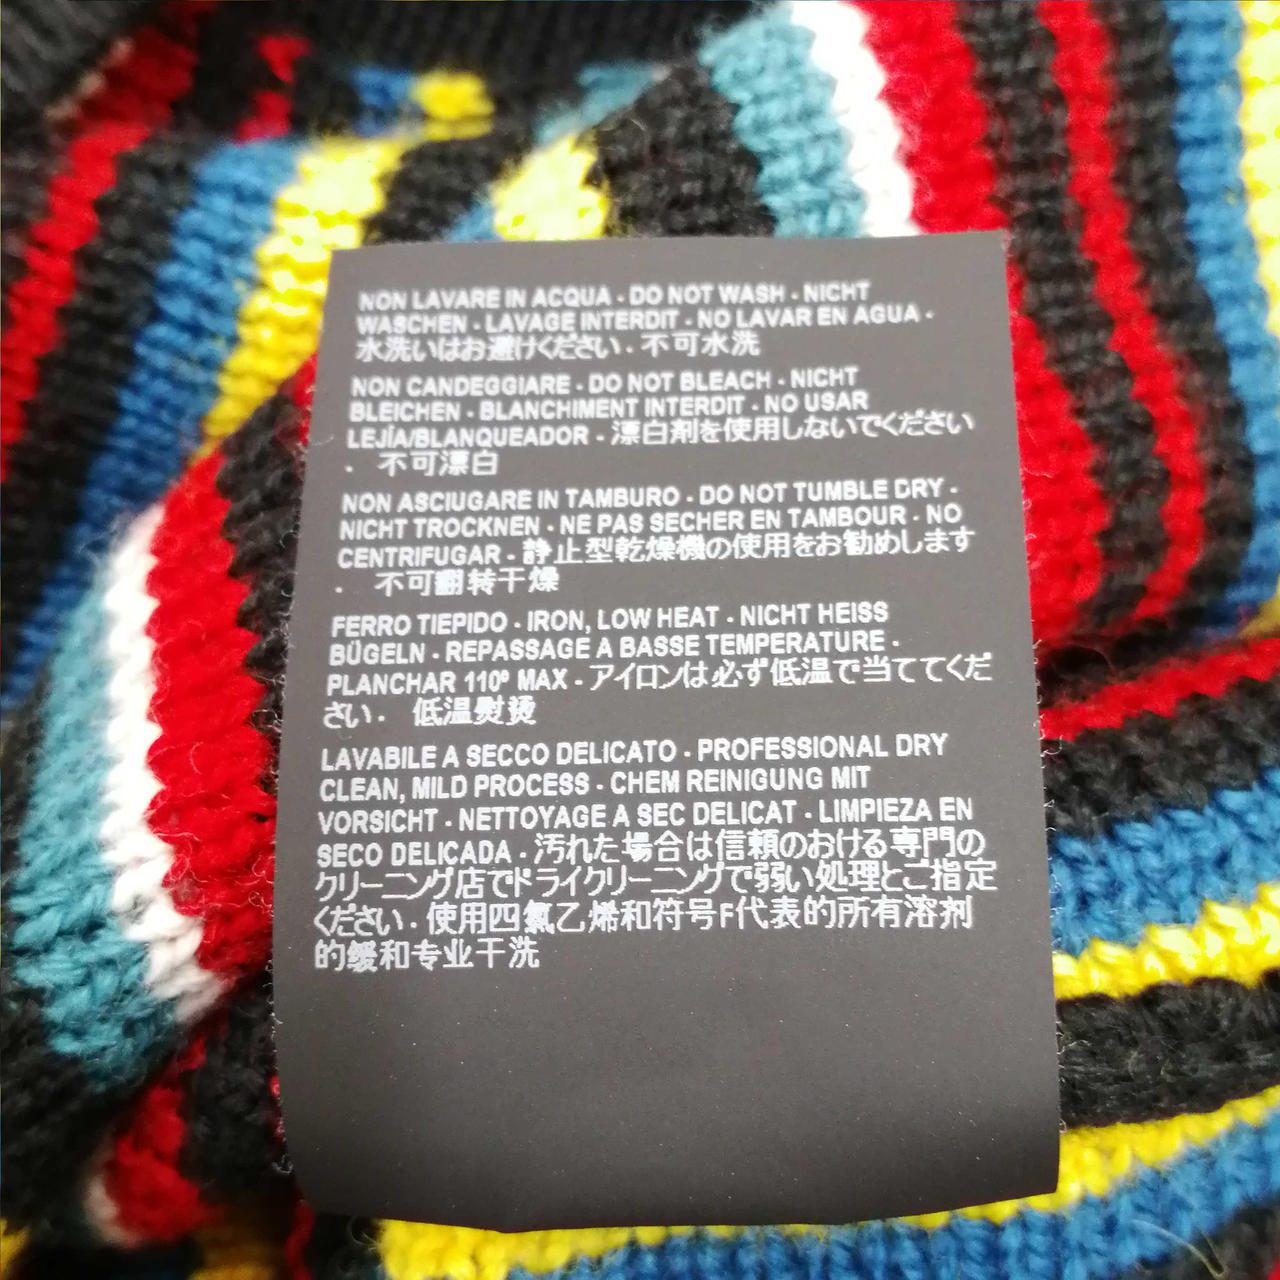 NON LAVARE IN ACQUA - DO NOT WASH - NICHT
WASCHEN - LAVAGE INTERDIT - NO LAVAR EN AGUA -
水洗いはお避けください · 不可水洗
NON CANDEGGIARE - DO NOT BLEACH - NICHT
BLEICHEN - BLANCHIMENT INTERDIT - NO USAR
LEJÍA/BLANQUEADOR - 漂白剤を使用しないでください
· 不可漂白
NON ASCIUGARE IN TAMBURO - DO NOT TUMBLE DRY -
NICHT TROCKNEN - NE PAS SECHER EN TAMBOUR - NO
CENTRIFUGAR - 静止型乾燥機の使用をお勧めします
· 不可翻转干燥
FERRO TIEPIDO - IRON, LOW HEAT - NICHT HEISS
BÜGELN - REPASSAGE A BASSE TEMPERATURE -
PLANCHAR 110º MAX - アイロンは必ず低温で当ててくだ
さい · 低温熨烫
LAVABILE A SECCO DELICATO - PROFESSIONAL DRY
CLEAN, MILD PROCESS - CHEM REINIGUNG MIT
VORSICHT - NETTOYAGE A SEC DELICAT - LIMPIEZA EN
SECO DELICADA - 汚れた場合は信頼のおける専門の
クリーニング店でドライクリーニングで弱い処理とご指定
ください · 使用四氯乙烯和符号F代表的所有溶剂
的缓和专业干洗